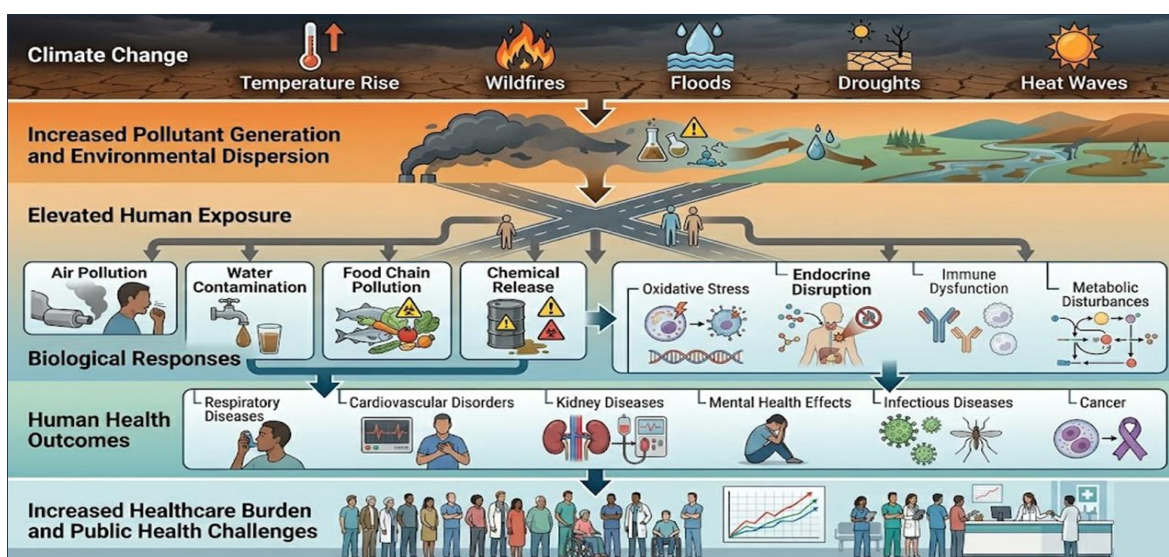 Climate Change
Temperature Rise
Wildfires
Floods
Droughts
Heat Waves
Increased Pollutant Generation
and Environmental Dispersion
Elevated Human Exposure
Air Pollution
Water
Contamination
Food Chain
Pollution
Chemical
Release
Oxidative Stress
Endocrine
Disruption
Immune
Dysfunction
Metabolic
Disturbances
Biological Responses
Human Health
Outcomes
Respiratory
Diseases
Cardiovascular Disorders
Kidney Diseases
Mental Health Effects
Infectious Diseases
Cancer
Increased Healthcare Burden
and Public Health Challenges